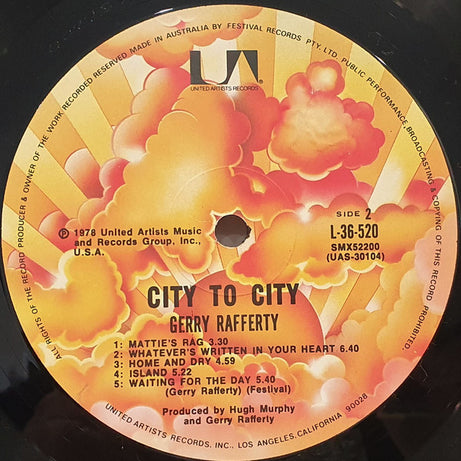 ALL RIGHTS OF THE RECORD PRODUCER & OWNER OF THE WORK RECORDED RESERVED MADE IN AUSTRALIA BY FESTIVAL RECORDS PTY. LTD. PUBLIC PERFORMANCE, BROADCASTING & COPYING OF THIS RECORD PROHIBITED.
UA
UNITED ARTISTS RECORDS
SIDE 2
L-36-520
SMX52200
(UAS-30104)
℗ 1978 United Artists Music
and Records Group, Inc.,
U.S.A.
CITY TO CITY
GERRY RAFFERTY
1: MATTIE'S RAG 3.30
2: WHATEVER'S WRITTEN IN YOUR HEART 6.40
3: HOME AND DRY 4.59
4: ISLAND 5.22
5: WAITING FOR THE DAY 5.40
(Gerry Rafferty) (Festival)
Produced by Hugh Murphy
and Gerry Rafferty
UNITED ARTISTS RECORDS, INC., LOS ANGELES, CALIFORNIA 90028